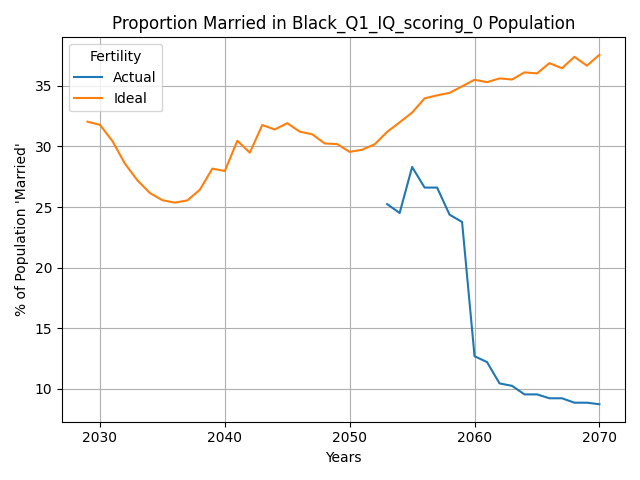 Proportion Married in Black_Q1_IQ_scoring_0 Population
Fertility
Actual
Ideal
% of Population 'Married'
35
30
25
20
15
10
2030 2040 2050 2060 2070
Years